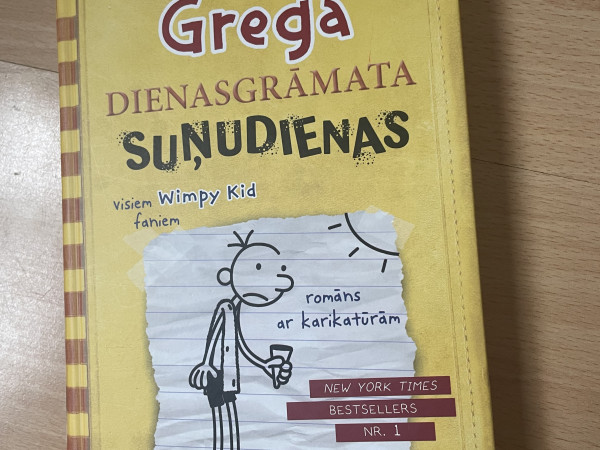 Grega
DIENASGRĀMATA
SUŅUDIENAS
visiem Wimpy Kid
faniem
romāns
ar karikatūrām
NEW YORK TIMES
BESTSELLERS
NR. 1